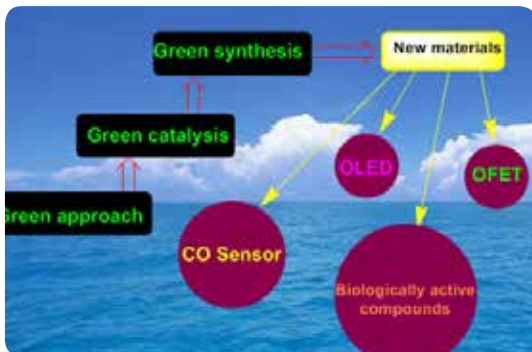 Green synthesis
New materials
Green catalysis
OLED
OFET
Green approach
CO Sensor
Biologically active
compounds